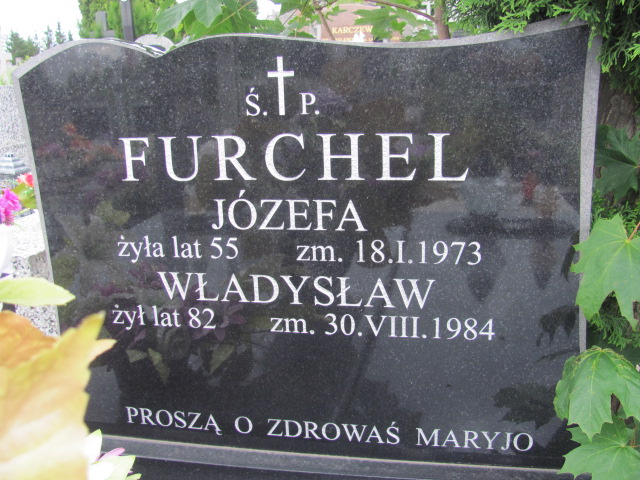 KARCZEW
Ś. P.
FURCHEL
JÓZEFA
żyła lat 55 zm. 18.I.1973
WŁADYSŁAW
żył lat 82 zm. 30.VIII.1984
PROSZĄ O ZDROWAŚ MARYJO